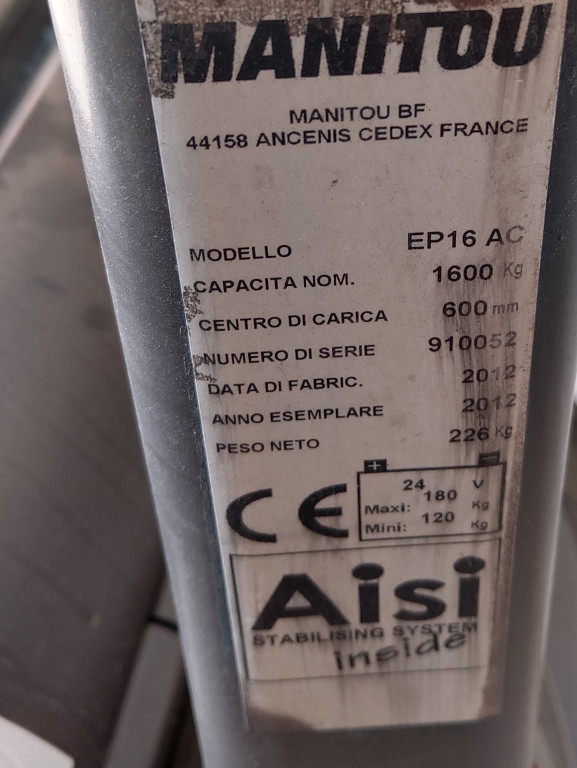 MANITOU
MANITOU BF
44158 ANCENIS CEDEX FRANCE
MODELLO EP16 AC
CAPACITA NOM. 1600 Kg
CENTRO DI CARICA 600 mm
NUMERO DI SERIE 910052
DATA DI FABRIC. 2012
ANNO ESEMPLARE 2012
PESO NETO 226 Kg
+ -
24 V
Maxi: 180 Kg
Mini: 120 Kg
CE
Aisi
STABILISING SYSTEM
inside